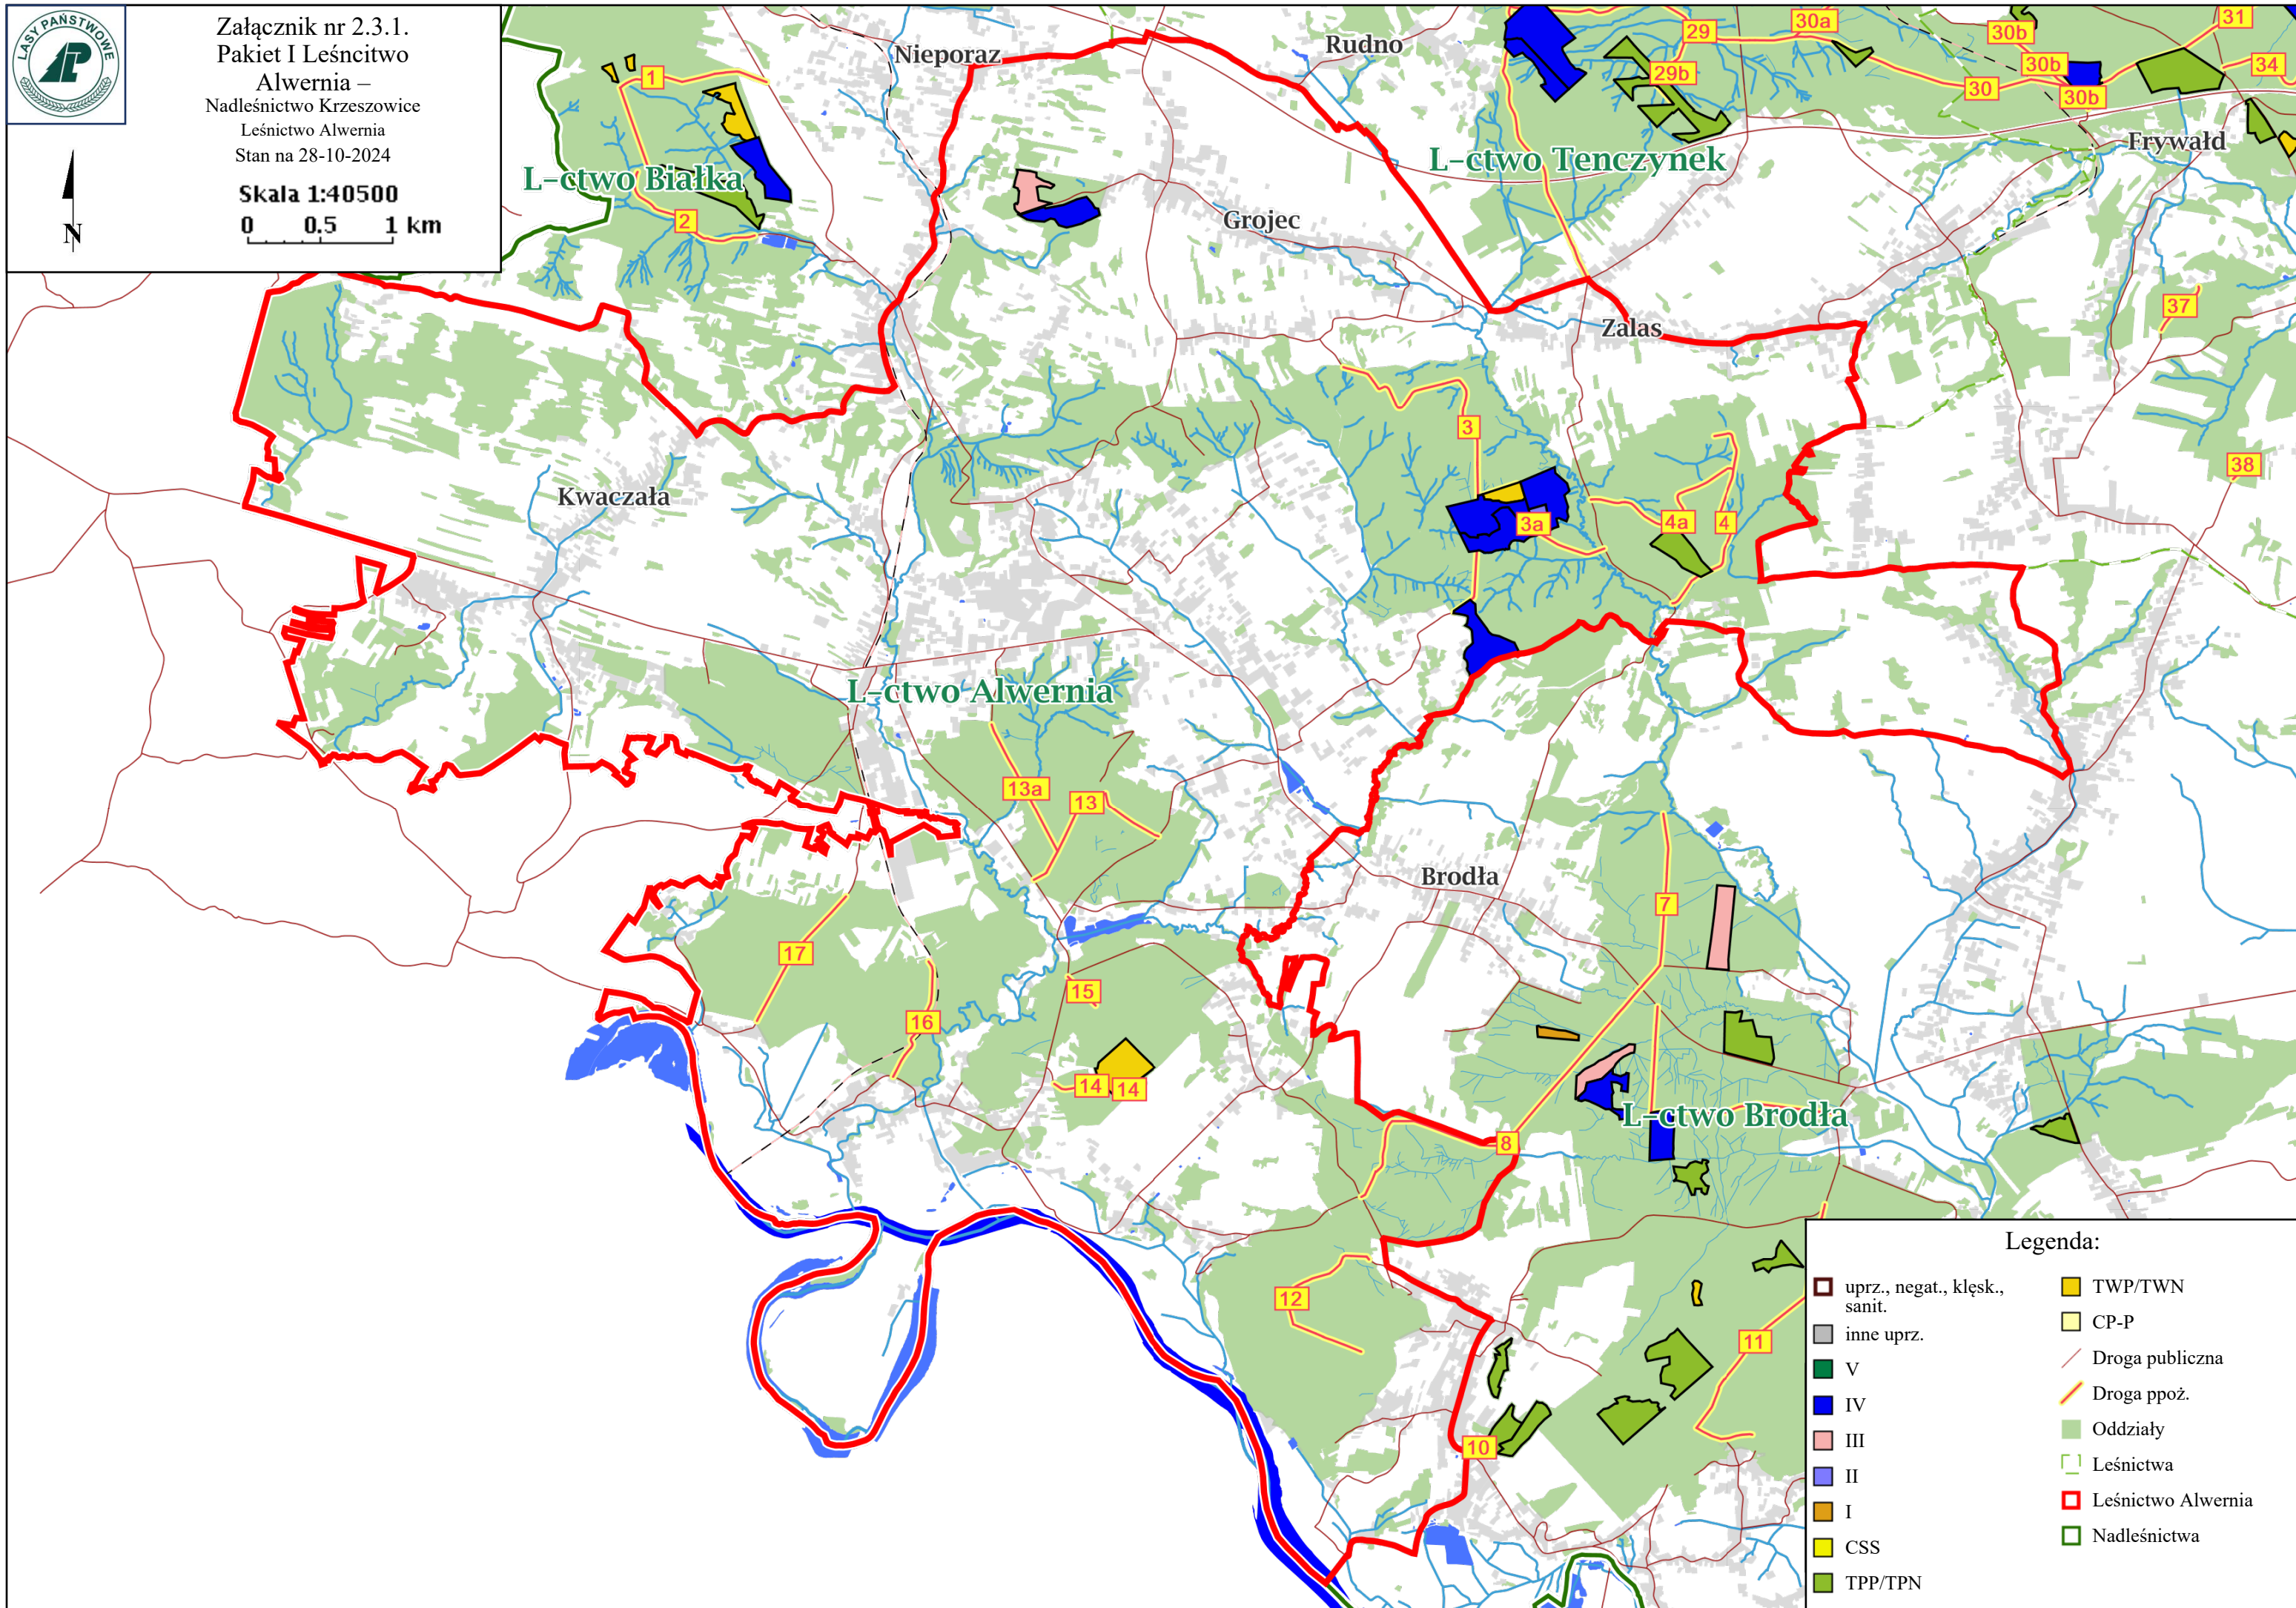 LASY PAŃSTWOWE
Załącznik nr 2.3.1.
Pakiet I Leśncitwo
Alwernia –
Nadleśnictwo Krzeszowice
Leśnictwo Alwernia
Stan na 28-10-2024
Skala 1:40500
0 0.5 1 km
N
Nieporaz
Rudno
Frywałd
Grojec
Zalas
Kwaczała
Brodła
L-ctwo Białka
L-ctwo Tenczynek
L-ctwo Alwernia
L-ctwo Brodła
1
2
29
30a
30b
31
29b
30b
34
30
30b
37
38
3
3a
4a
4
13a
13
7
17
15
16
14
14
8
12
11
10
Legenda:
uprz., negat., klęsk.,
sanit.
inne uprz.
V
IV
III
II
I
CSS
TPP/TPN
TWP/TWN
CP-P
Droga publiczna
Droga ppoż.
Oddziały
Leśnictwa
Leśnictwo Alwernia
Nadleśnictwa